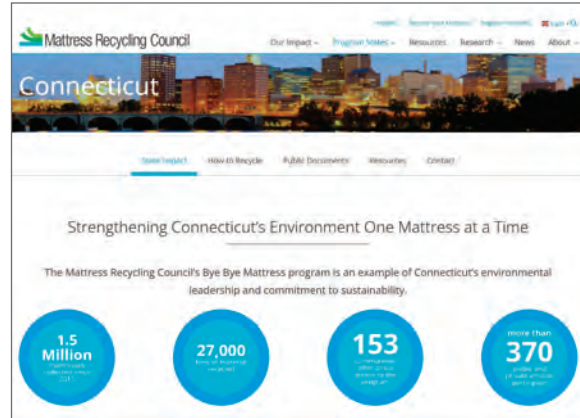 Mattress Recycling Council
Our Impact
Program States
Resources
Research
News
About
Connecticut
State Impact
How to Recycle
Public Documents
Resources
Contact
Strengthening Connecticut's Environment One Mattress at a Time
The Mattress Recycling Council's Bye Bye Mattress program is an example of Connecticut's environmental
leadership and commitment to sustainability.
1.5
Million
mattresses
27,000
153
more than
370